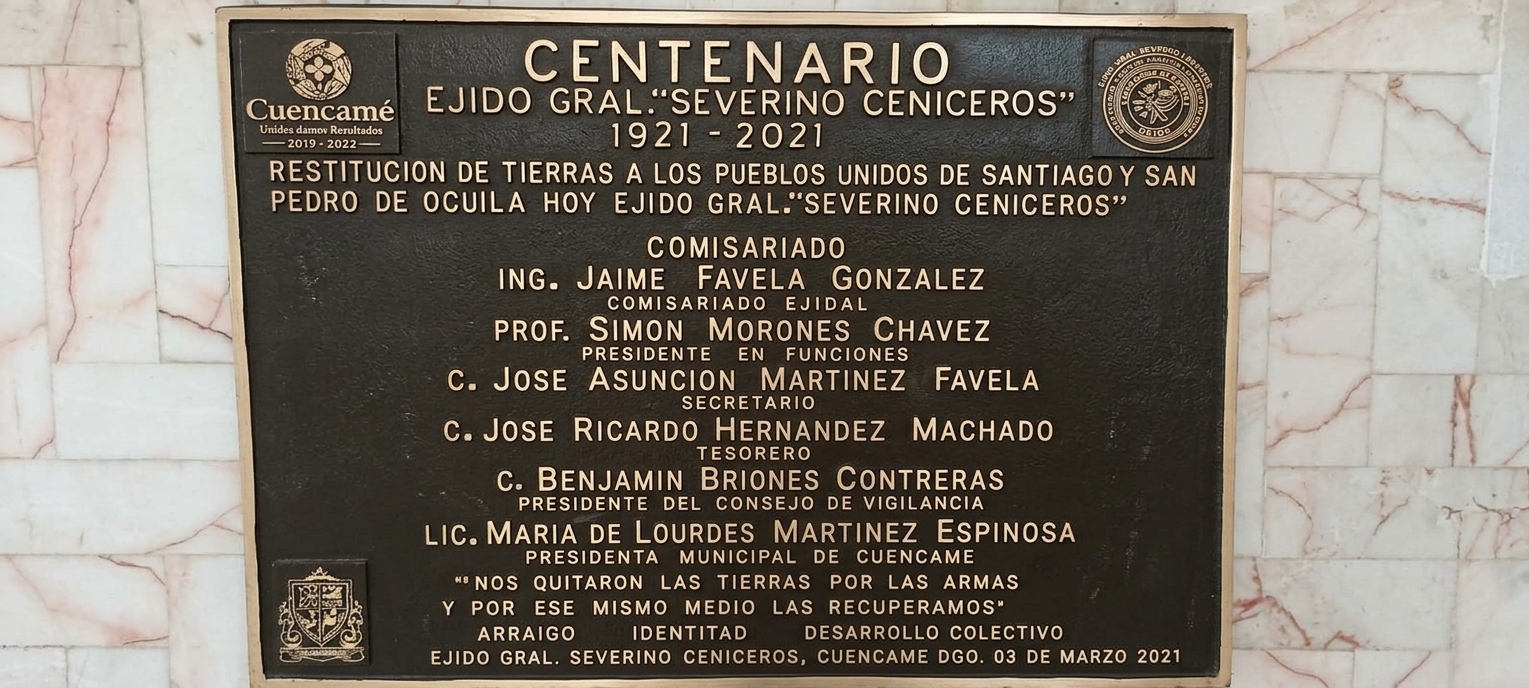 CENTENARIO
EJIDO GRAL."SEVERINO CENICEROS"
1921 - 2021
Cuencamé
Unides damov Rerultados
2019 - 2022
RESTITUCION DE TIERRAS A LOS PUEBLOS UNIDOS DE SANTIAGO Y SAN
PEDRO DE OCUILA HOY EJIDO GRAL."SEVERINO CENICEROS"
COMISARIADO
ING. JAIME FAVELA GONZALEZ
COMISARIADO EJIDAL
PROF. SIMON MORONES CHAVEZ
PRESIDENTE EN FUNCIONES
C. JOSE ASUNCION MARTINEZ FAVELA
SECRETARIO
C. JOSE RICARDO HERNANDEZ MACHADO
TESORERO
C. BENJAMIN BRIONES CONTRERAS
PRESIDENTE DEL CONSEJO DE VIGILANCIA
LIC. MARIA DE LOURDES MARTINEZ ESPINOSA
PRESIDENTA MUNICIPAL DE CUENCAME
"NOS QUITARON LAS TIERRAS POR LAS ARMAS
Y POR ESE MISMO MEDIO LAS RECUPERAMOS"
ARRAIGO IDENTITAD DESARROLLO COLECTIVO
EJIDO GRAL. SEVERINO CENICEROS, CUENCAME DGO. 03 DE MARZO 2021